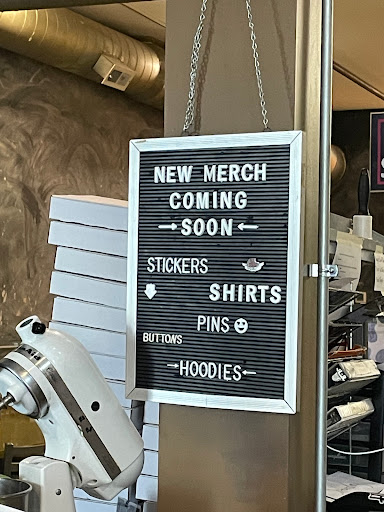 NEW MERCH
COMING
→SOON←
STICKERS
SHIRTS
PINS ☻
BUTTONS
→HOODIES←